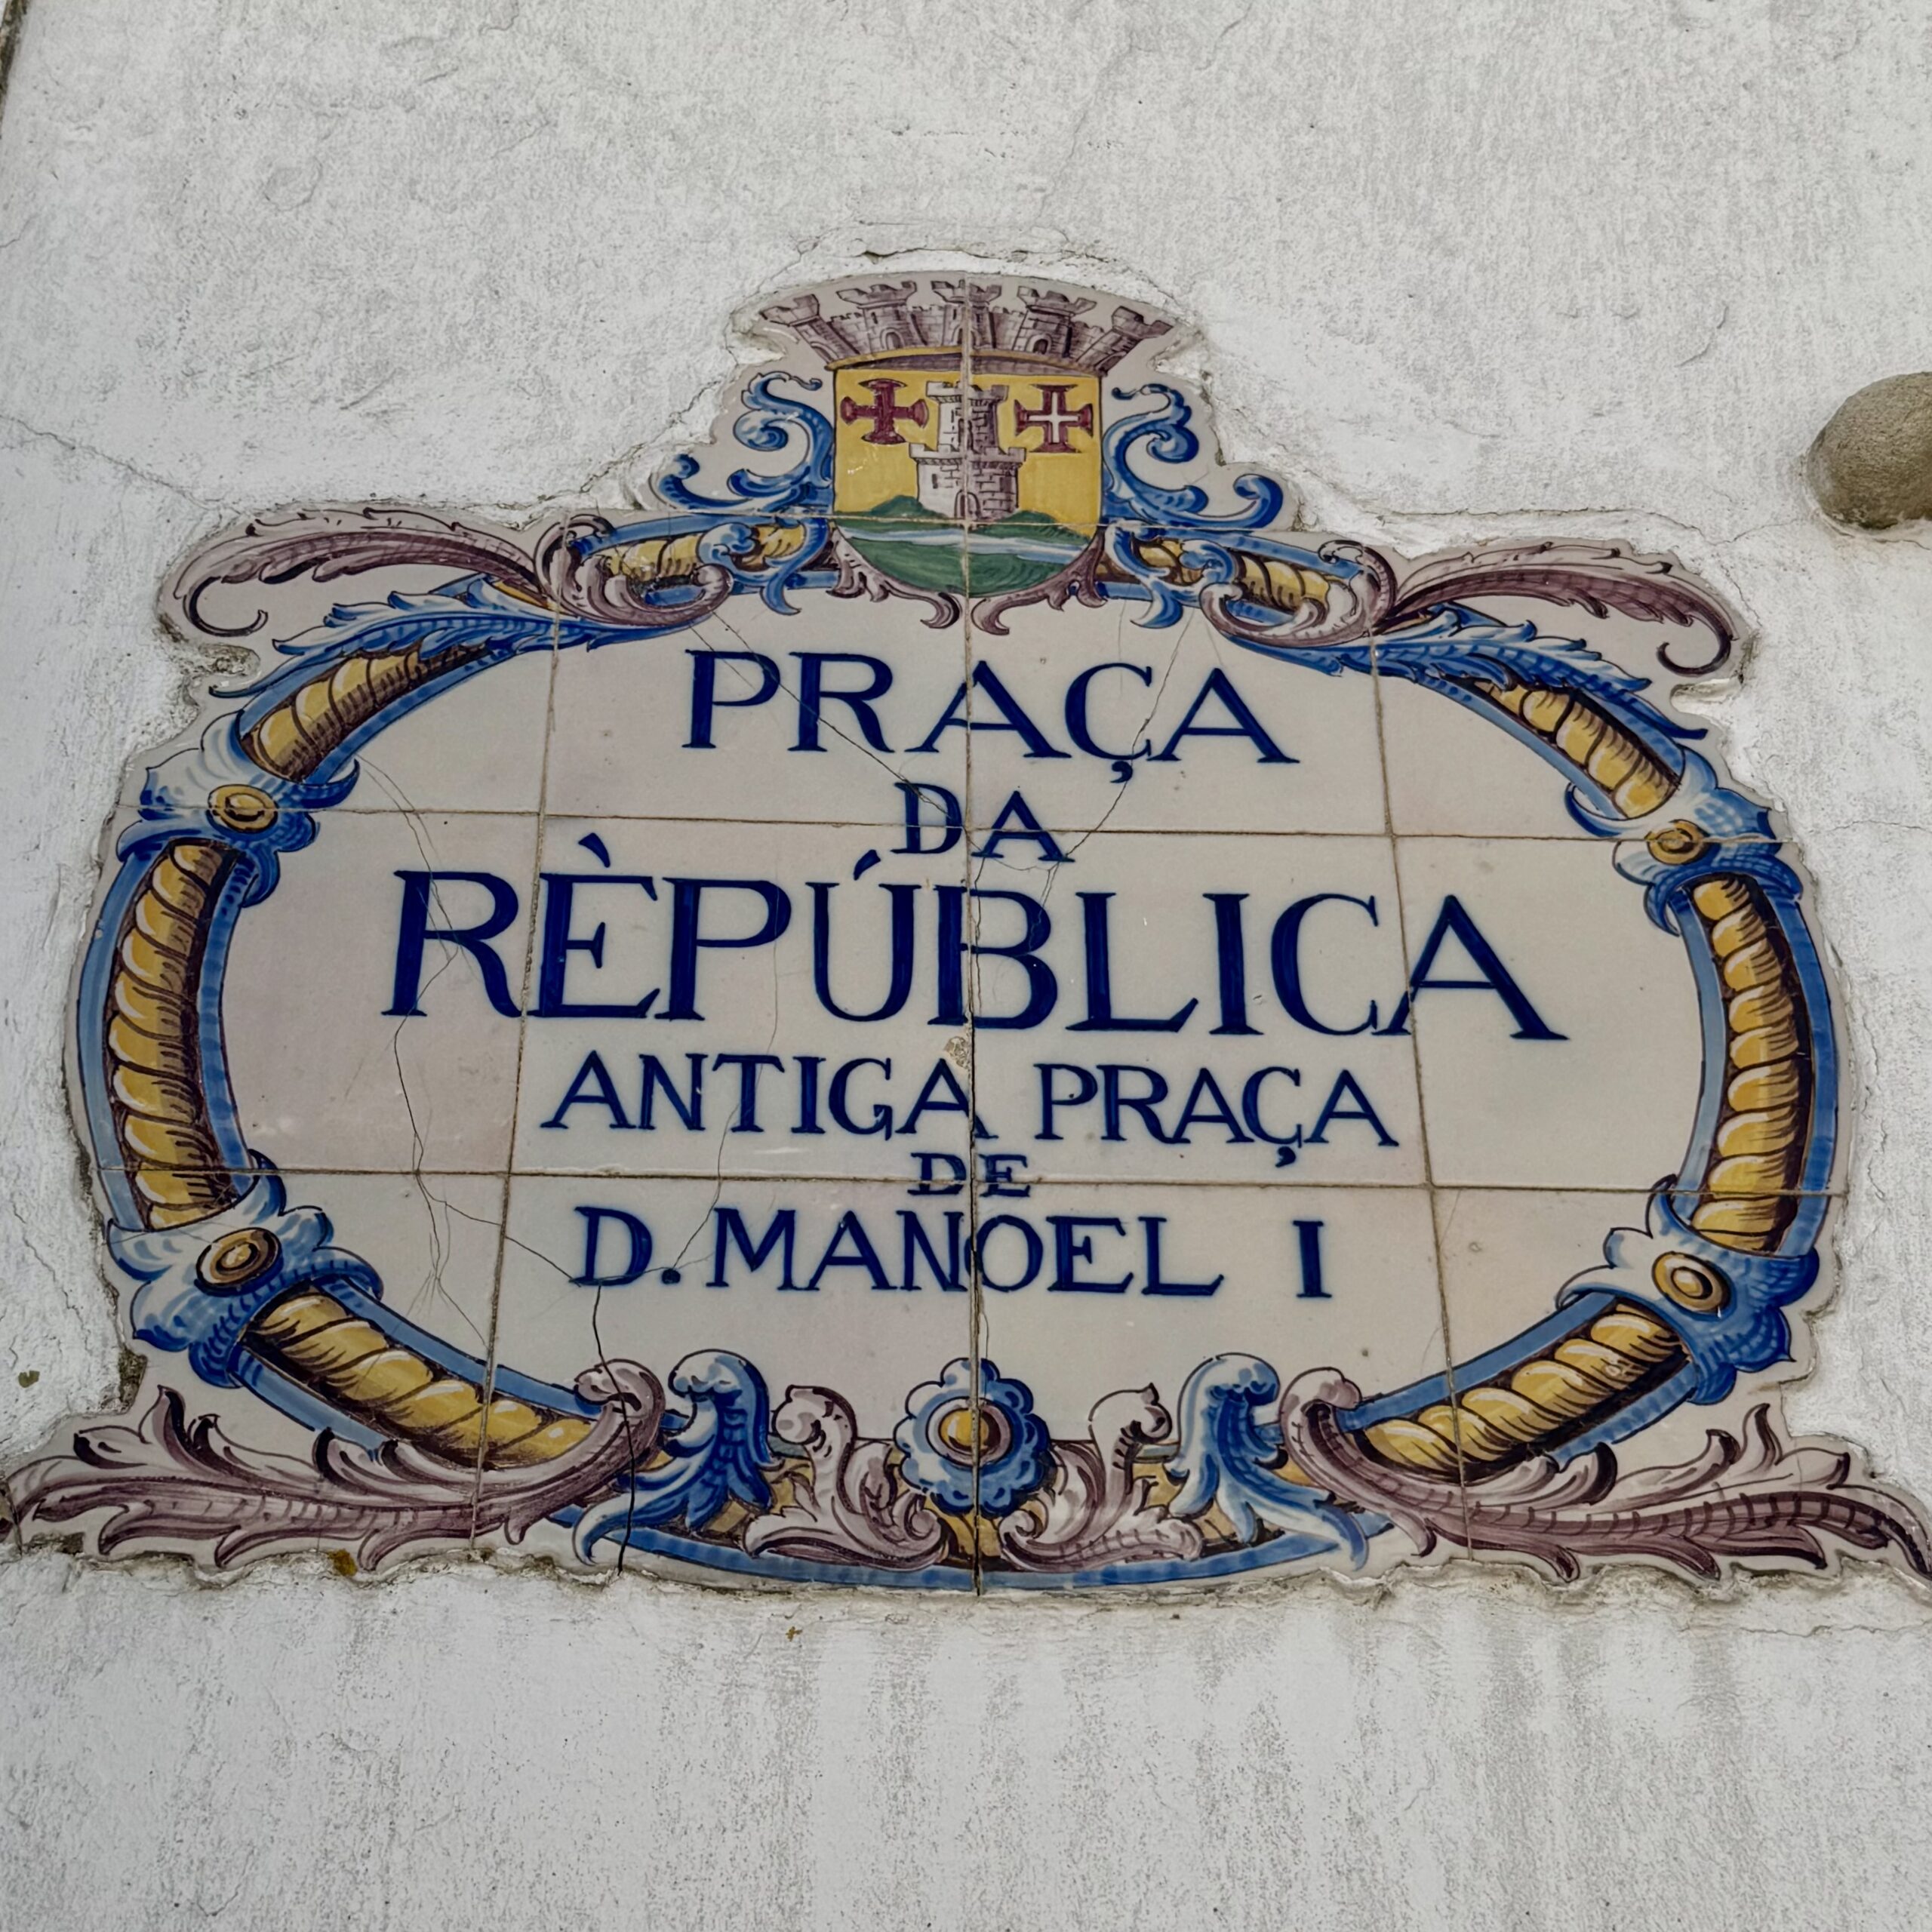 PRAÇA
DA
RÈPÚBLICA
ANTIGA PRAÇA
DE
D. MANOEL I